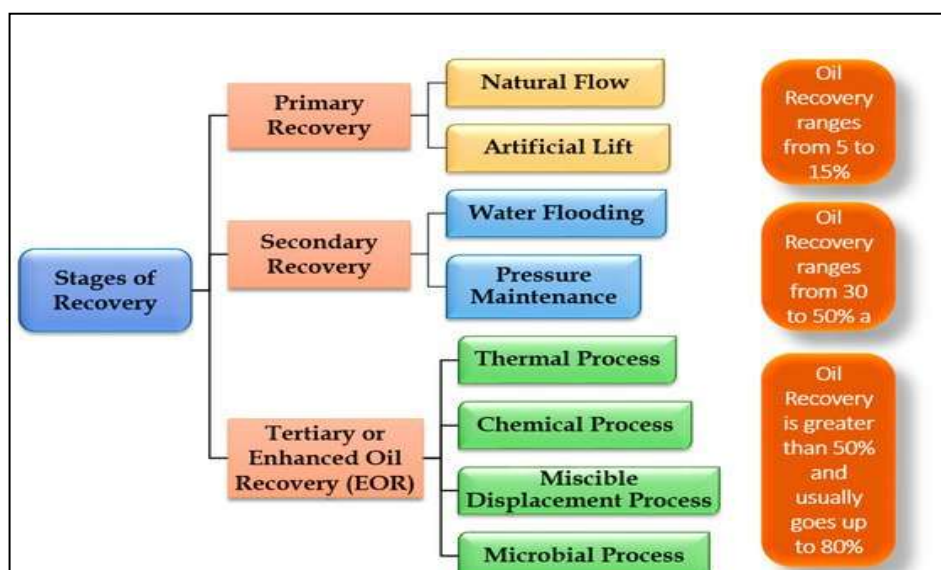 Stages of
Recovery
Primary
Recovery
Natural Flow
Artificial Lift
Oil
Recovery
ranges
from 5 to
15%
Secondary
Recovery
Water Flooding
Pressure
Maintenance
Oil
Recovery
ranges
from 30
to 50% a
Tertiary or
Enhanced Oil
Recovery (EOR)
Thermal Process
Chemical Process
Miscible
Displacement Process
Microbial Process
Oil
Recovery
is greater
than 50%
and
usually
goes up
to 80%